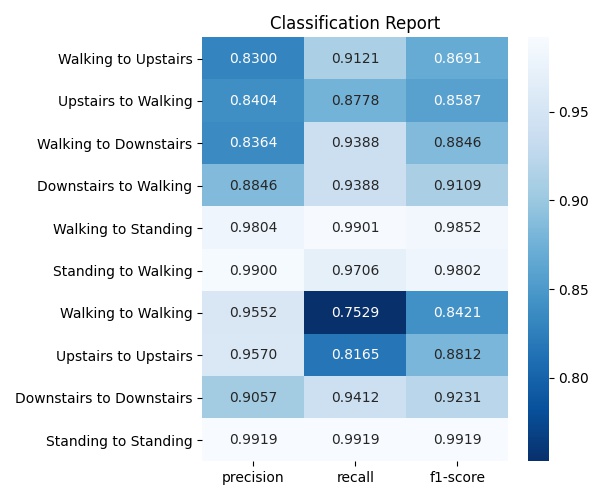 Classification Report
Walking to Upstairs 0.8300 0.9121 0.8691
Upstairs to Walking 0.8404 0.8778 0.8587
Walking to Downstairs 0.8364 0.9388 0.8846
Downstairs to Walking 0.8846 0.9388 0.9109
Walking to Standing 0.9804 0.9901 0.9852
Standing to Walking 0.9900 0.9706 0.9802
Walking to Walking 0.9552 0.7529 0.8421
Upstairs to Upstairs 0.9570 0.8165 0.8812
Downstairs to Downstairs 0.9057 0.9412 0.9231
Standing to Standing 0.9919 0.9919 0.9919
precision recall f1-score
0.95
0.90
0.85
0.80